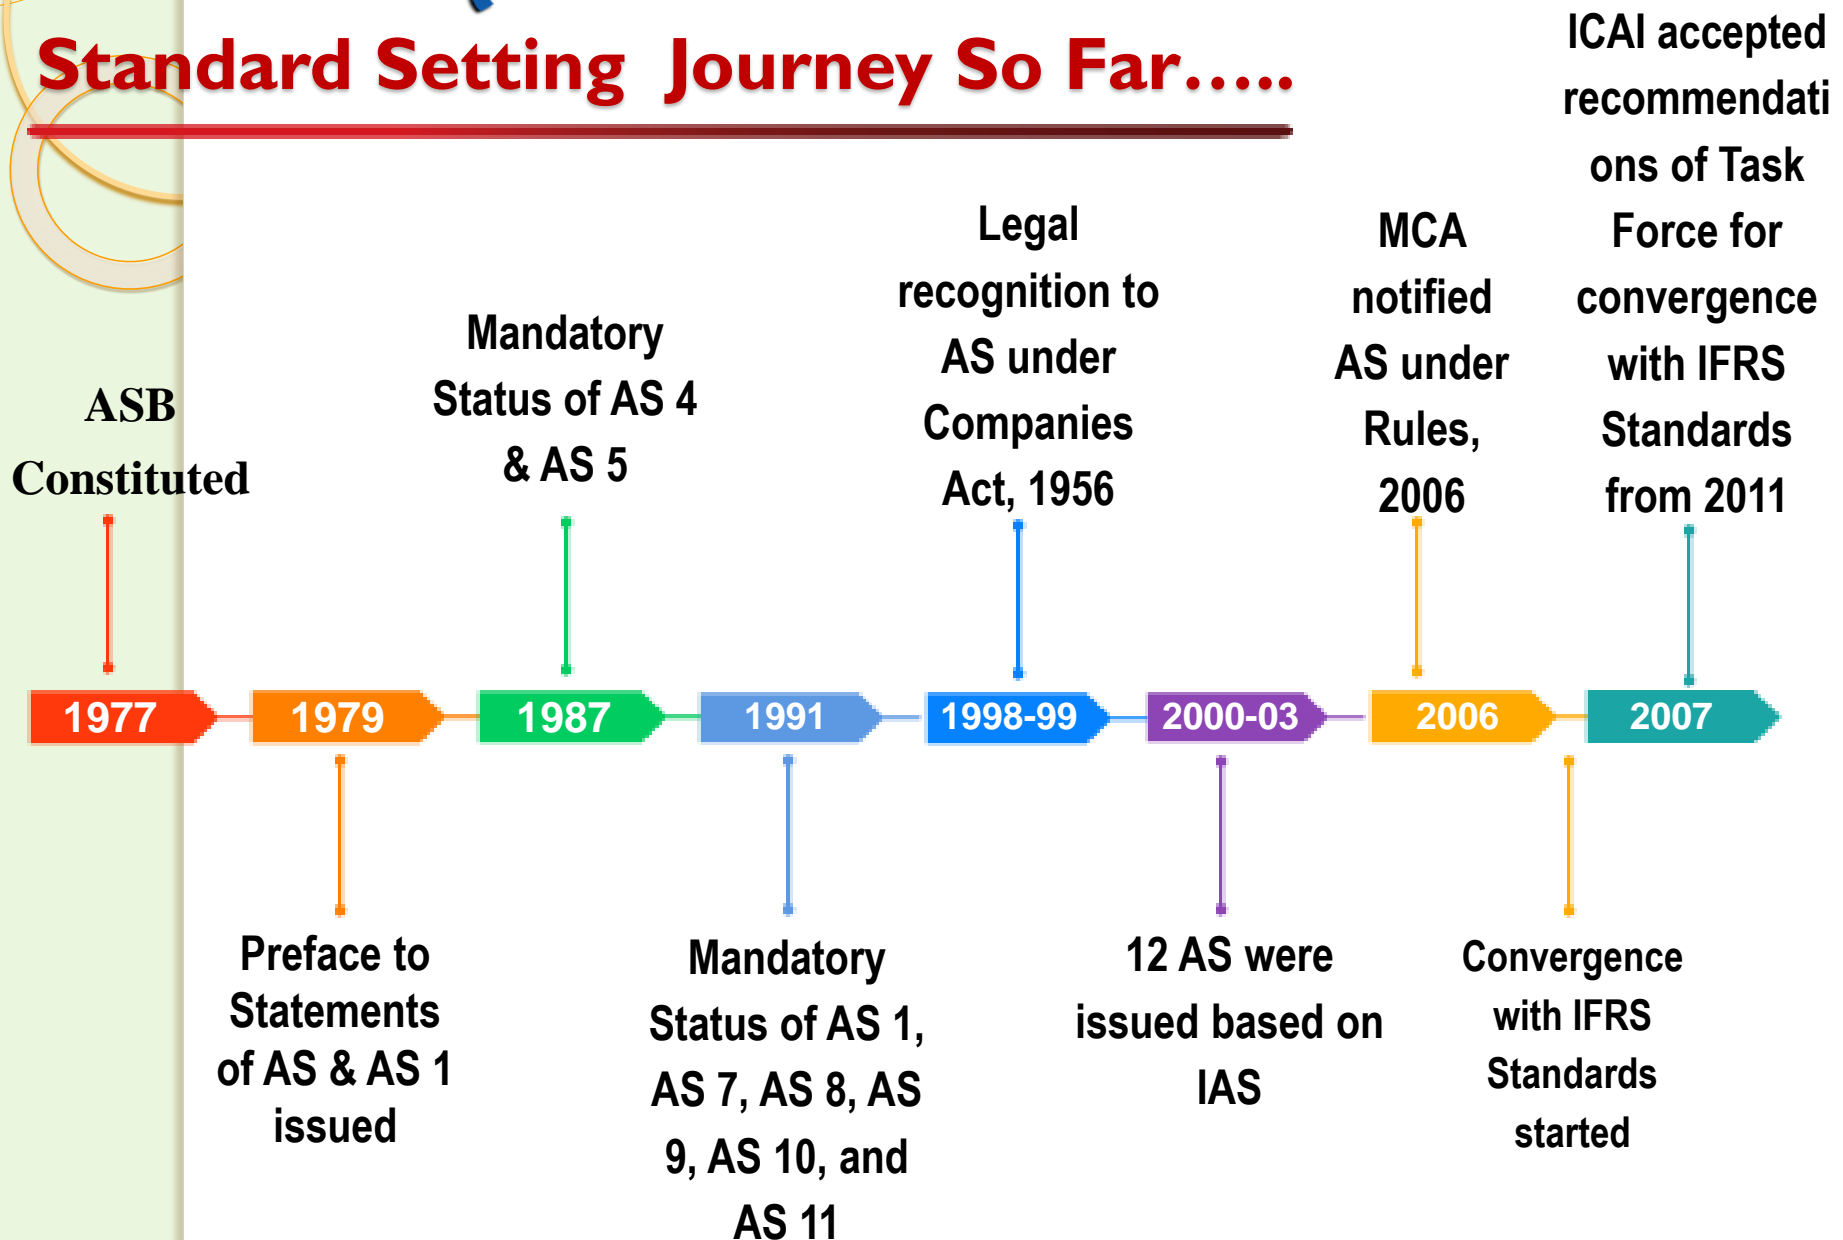 Standard Setting Journey So Far…..
ASB
Constituted
Mandatory
Status of AS 4
& AS 5
Legal
recognition to
AS under
Companies
Act, 1956
MCA
notified
AS under
Rules,
2006
ICAI accepted
recommendati
ons of Task
Force for
convergence
with IFRS
Standards
from 2011
1977
1979
1987
1991
1998-99
2000-03
2006
2007
Preface to
Statements
of AS & AS 1
issued
Mandatory
Status of AS 1,
AS 7, AS 8, AS
9, AS 10, and
AS 11
12 AS were
issued based on
IAS
Convergence
with IFRS
Standards
started